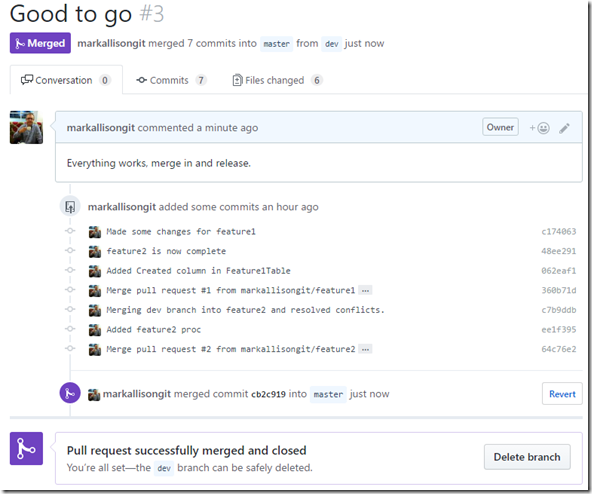 Good to go #3
Merged markallisongit merged 7 commits into master from dev just now
Conversation 0 Commits 7 Files changed 6
markallisongit commented a minute ago Owner +
Everything works, merge in and release.
markallisongit added some commits an hour ago
Made some changes for feature1 c174063
feature2 is now complete 48ee291
Added Created column in Feature1Table 062eaf1
Merge pull request #1 from markallisongit/feature1 … 360b71d
Merging dev branch into feature2 and resolved conflicts. c7b9ddb
Added feature2 proc ee1f395
Merge pull request #2 from markallisongit/feature2 … 64c76e2
markallisongit merged commit cb2c919 into master just now Revert
Pull request successfully merged and closed
You're all set—the dev branch can be safely deleted. Delete branch